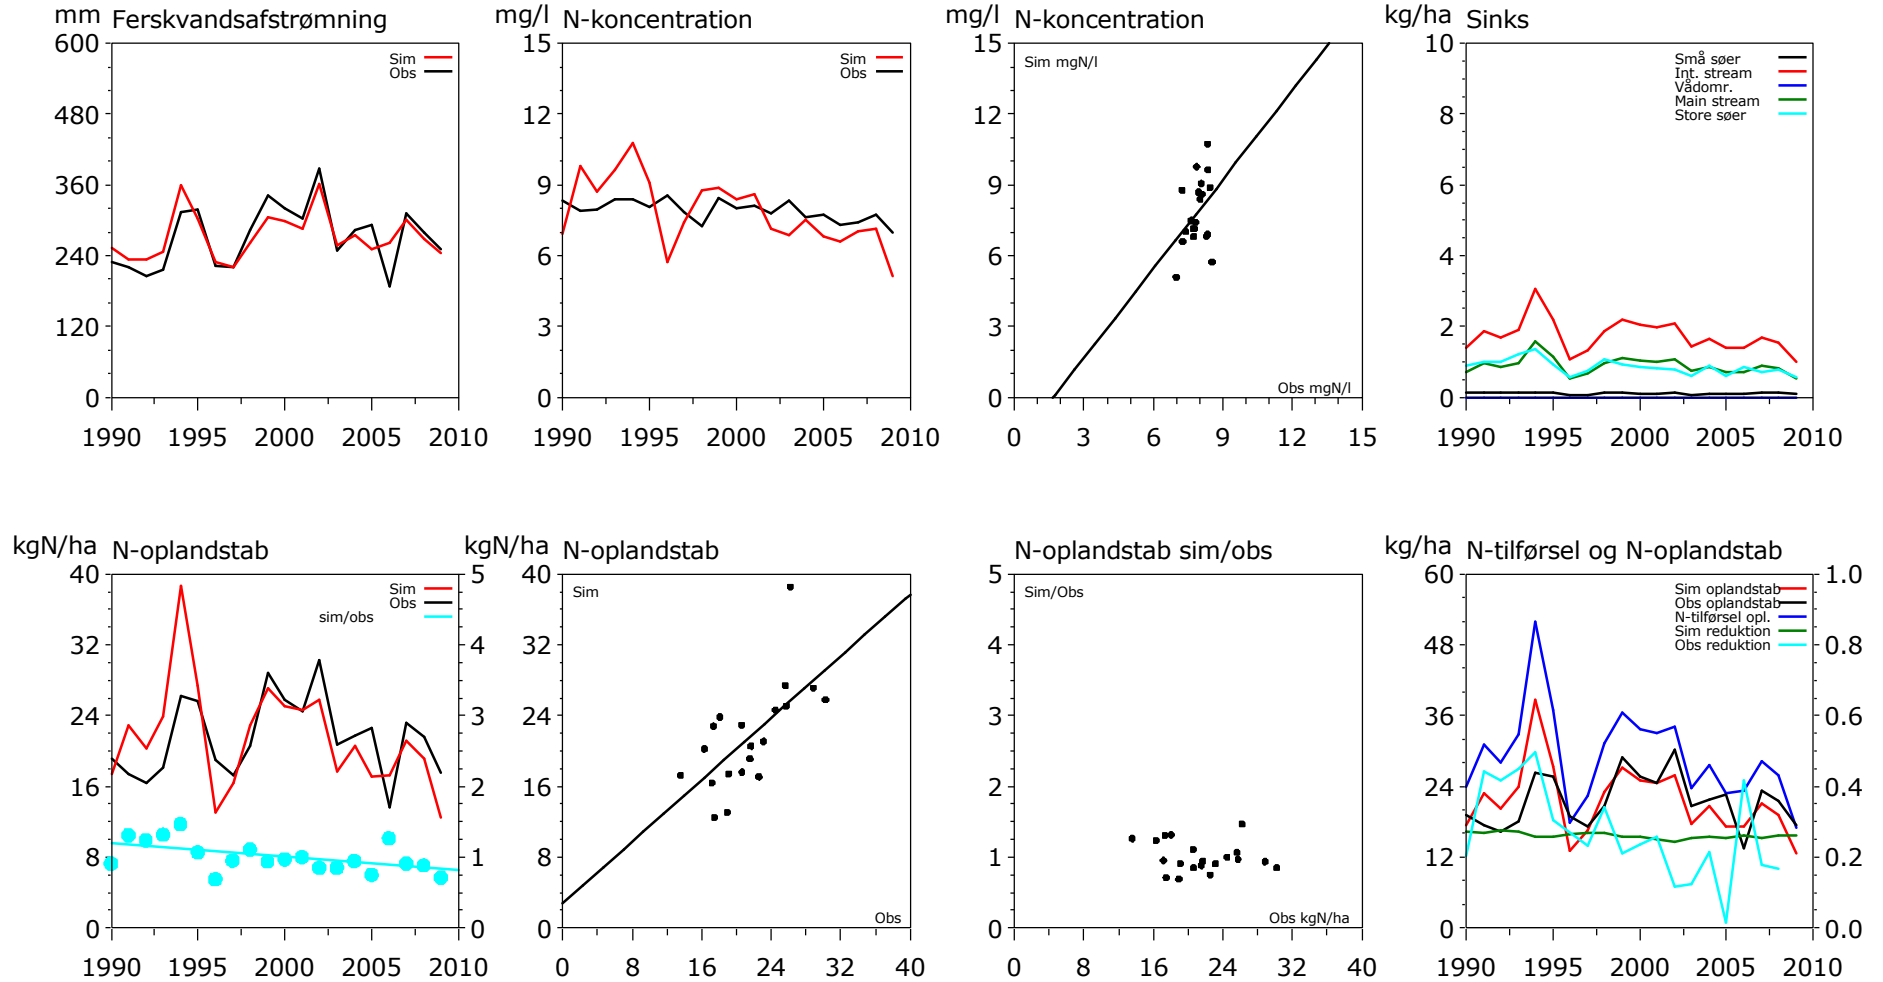 mm Ferskvandsafstrømning
600
480
360
240
120
0
Sim
Obs
1990 1995 2000 2005 2010
mg/l N-koncentration
15
12
9
6
3
0
Sim
Obs
1990 1995 2000 2005 2010
mg/l N-koncentration
15
12
9
6
3
0
Sim mgN/l
Obs mgN/l
0 3 6 9 12 15
kg/ha Sinks
10
8
6
4
2
0
Små søer
Int. stream
Vådomr.
Main stream
Store søer
1990 1995 2000 2005 2010
kgN/ha N-oplandstab
40
32
24
16
8
0
Sim
Obs
sim/obs
5
4
3
2
1
0
1990 1995 2000 2005 2010
kgN/ha N-oplandstab
40
32
24
16
8
0
Sim
Obs
0 8 16 24 32 40
N-oplandstab sim/obs
5
4
3
2
1
0
Sim/Obs
Obs kgN/ha
0 8 16 24 32 40
kg/ha N-tilførsel og N-oplandstab
60
48
36
24
12
0
Sim oplandstab
Obs oplandstab
N-tilførsel opl.
Sim reduktion
Obs reduktion
1.0
0.8
0.6
0.4
0.2
0.0
1990 1995 2000 2005 2010